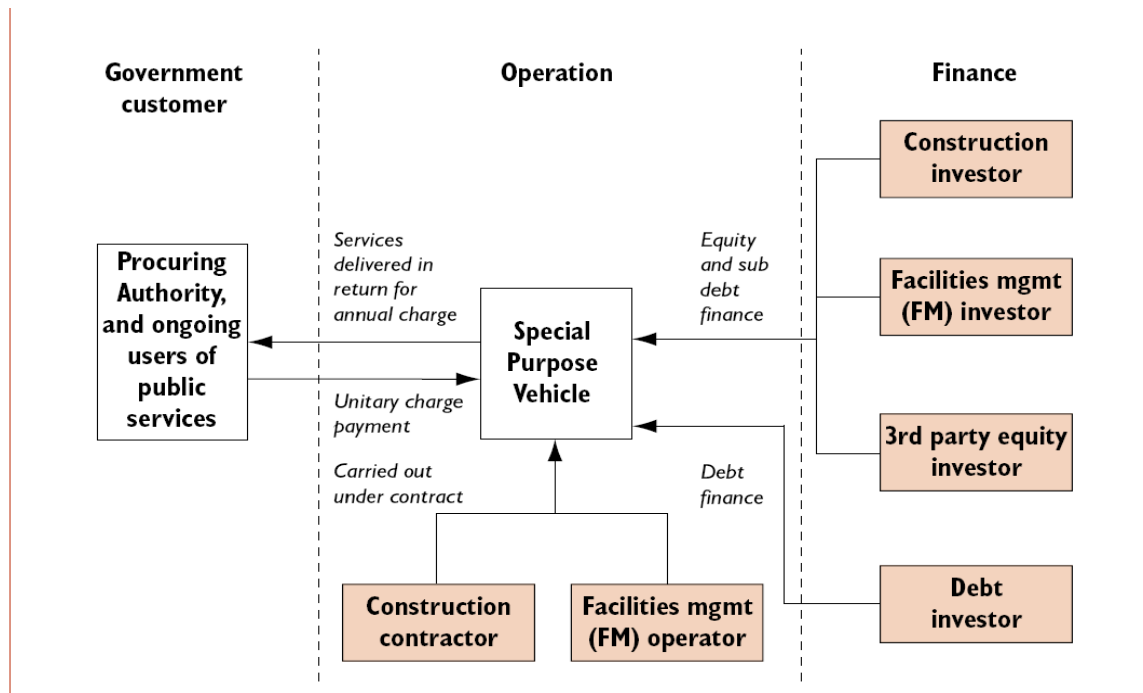 Government
customer
Operation
Finance
Construction
investor
Procuring
Authority,
and ongoing
users of
public
services
Services
delivered in
return for
annual charge
Special
Purpose
Vehicle
Equity
and sub
debt
finance
Facilities mgmt
(FM) investor
Unitary charge
payment
3rd party equity
investor
Carried out
under contract
Debt
finance
Construction
contractor
Facilities mgmt
(FM) operator
Debt
investor